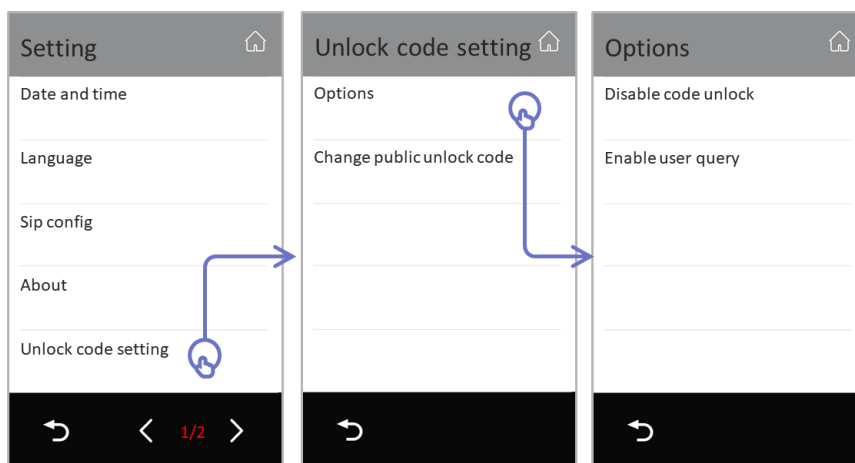 Setting
Date and time
Language
Sip config
About
Unlock code setting
1/2
Unlock code setting
Options
Change public unlock code
Options
Disable code unlock
Enable user query